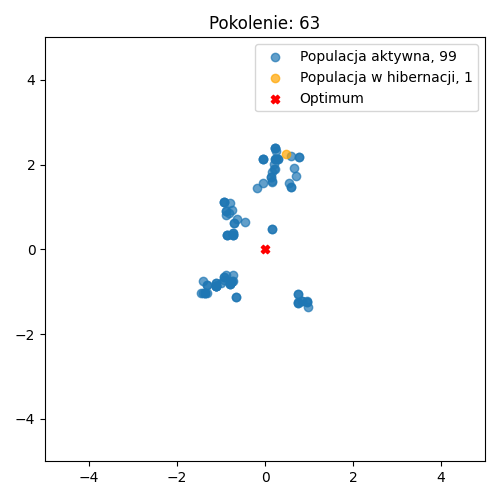 Pokolenie: 63
Populacja aktywna, 99
Populacja w hibernacji, 1
Optimum
4
2
0
−2
−4
−4
−2
0
2
4